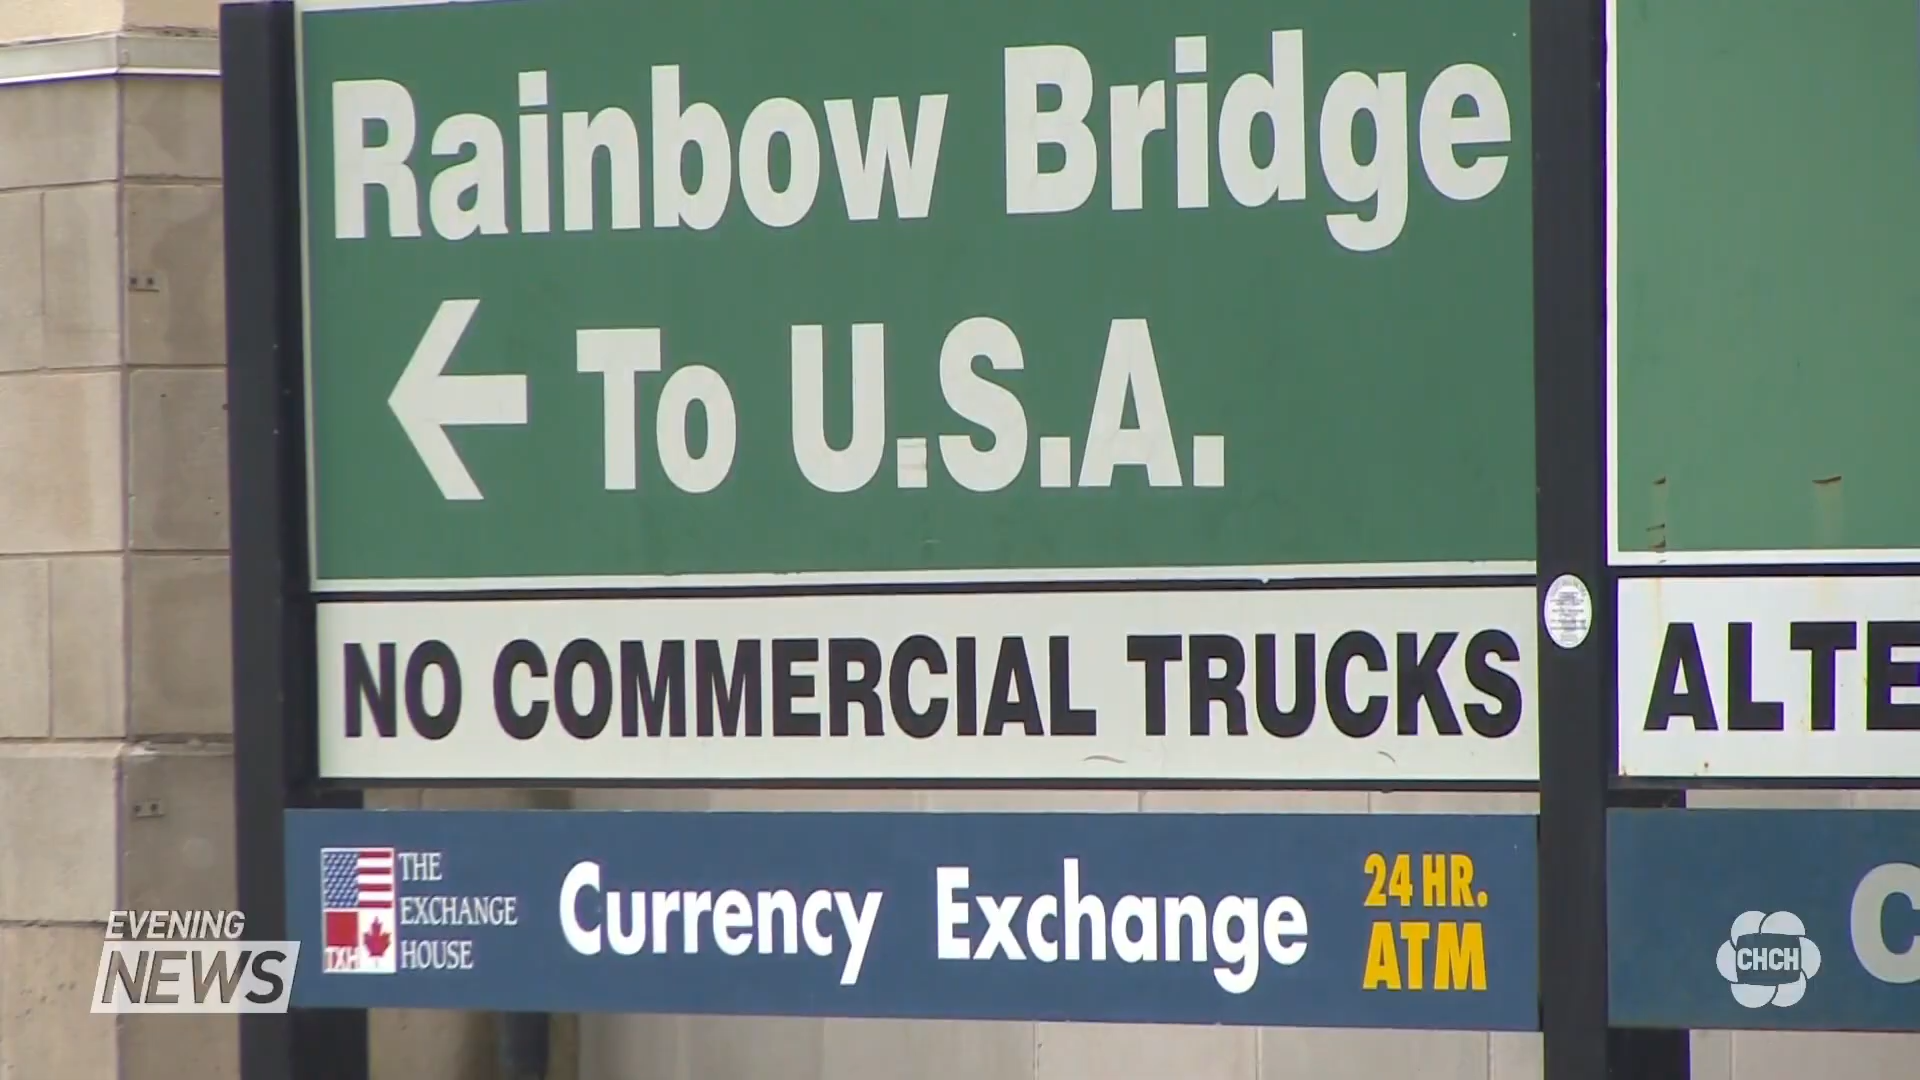 Rainbow Bridge
← To U.S.A.
NO COMMERCIAL TRUCKS
ALTE
THE
EXCHANGE
HOUSE
TXH
Currency Exchange
24 HR.
ATM
C
EVENING
NEWS
CHCH